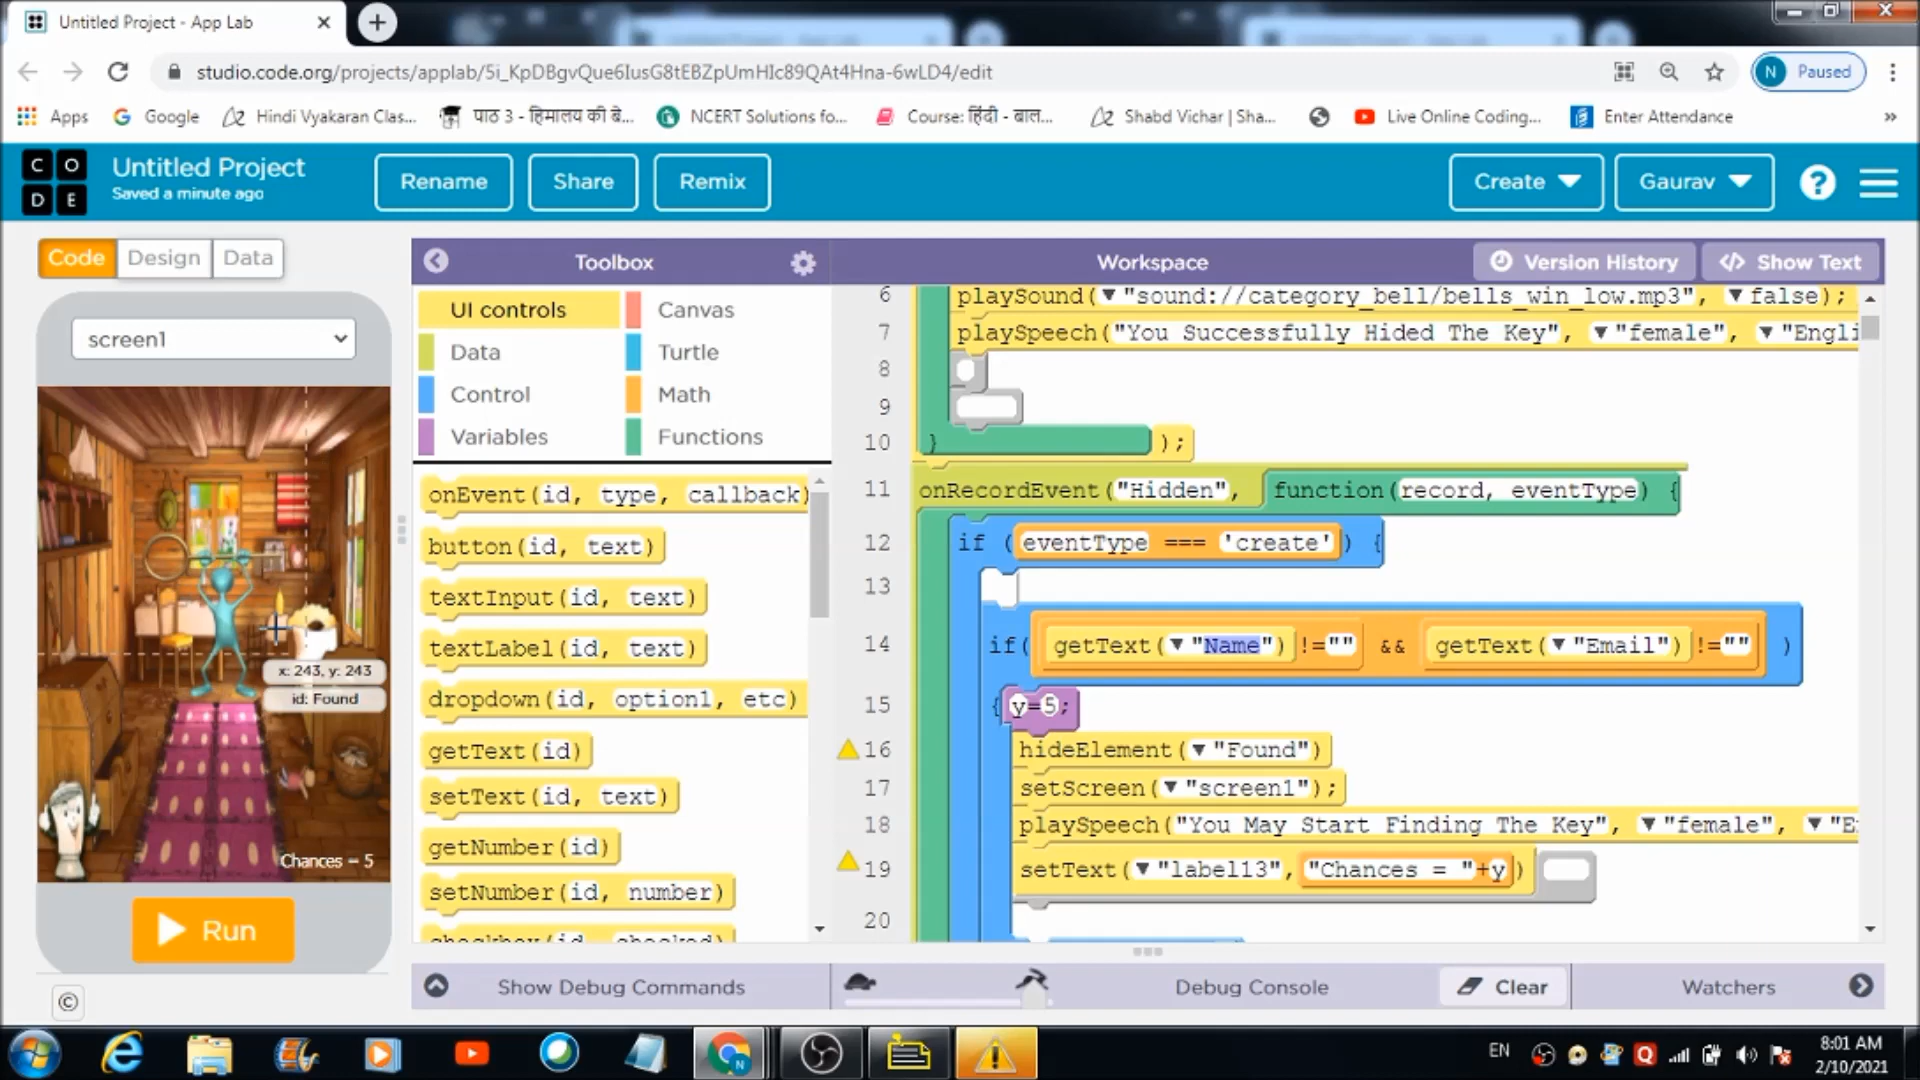 Untitled Project - App Lab
studio.code.org/projects/applab/5i_KpDBgvQue6IusG8tEBZpUmHIc89QAt4Hna-6wLD4/edit
N Paused
Apps Google Hindi Vyakaran Clas... पाठ 3 - हिमालय की बे... NCERT Solutions fo... Course: हिंदी - बाल... Shabd Vichar | Sha... Live Online Coding,... Enter Attendance »
C O D E
Untitled Project
Saved a minute ago
Rename Share Remix Create Gaurav ?
Code Design Data
Toolbox Workspace Version History </> Show Text
screen1
UI controls Canvas
Data Turtle
Control Math
Variables Functions
onEvent(id, type, callback)
button(id, text)
textInput(id, text)
textLabel(id, text)
dropdown(id, option1, etc)
getText(id)
setText(id, text)
getNumber(id)
setNumber(id, number)
checkbox(id, checked)
x: 243, y: 243
id: Found
Chances = 5
Run
©
6 playSound("sound://category_bell/bells_win_low.mp3", false);
7 playSpeech("You Successfully Hided The Key", "female", "Engli
8
9
10 } );
11 onRecordEvent("Hidden", function(record, eventType) {
12 if (eventType === 'create') {
13
14 if( getText("Name") !="" && getText("Email") !="" )
15 { y=5;
16 hideElement("Found")
17 setScreen("screen1");
18 playSpeech("You May Start Finding The Key", "female", "E
19 setText("label13", "Chances = "+y)
20
Show Debug Commands Debug Console Clear Watchers
EN
8:01 AM
2/10/2021